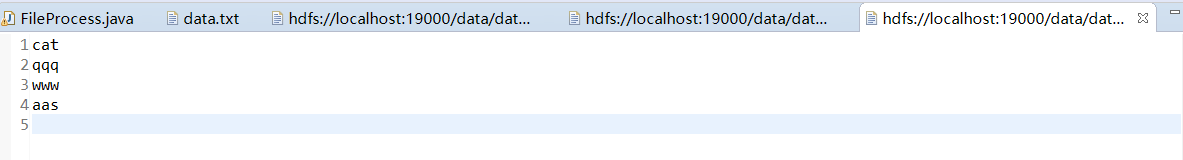 FileProcess.java data.txt hdfs://localhost:19000/data/dat... hdfs://localhost:19000/data/dat... hdfs://localhost:19000/data/dat...
1 cat
2 qqq
3 www
4 aas
5